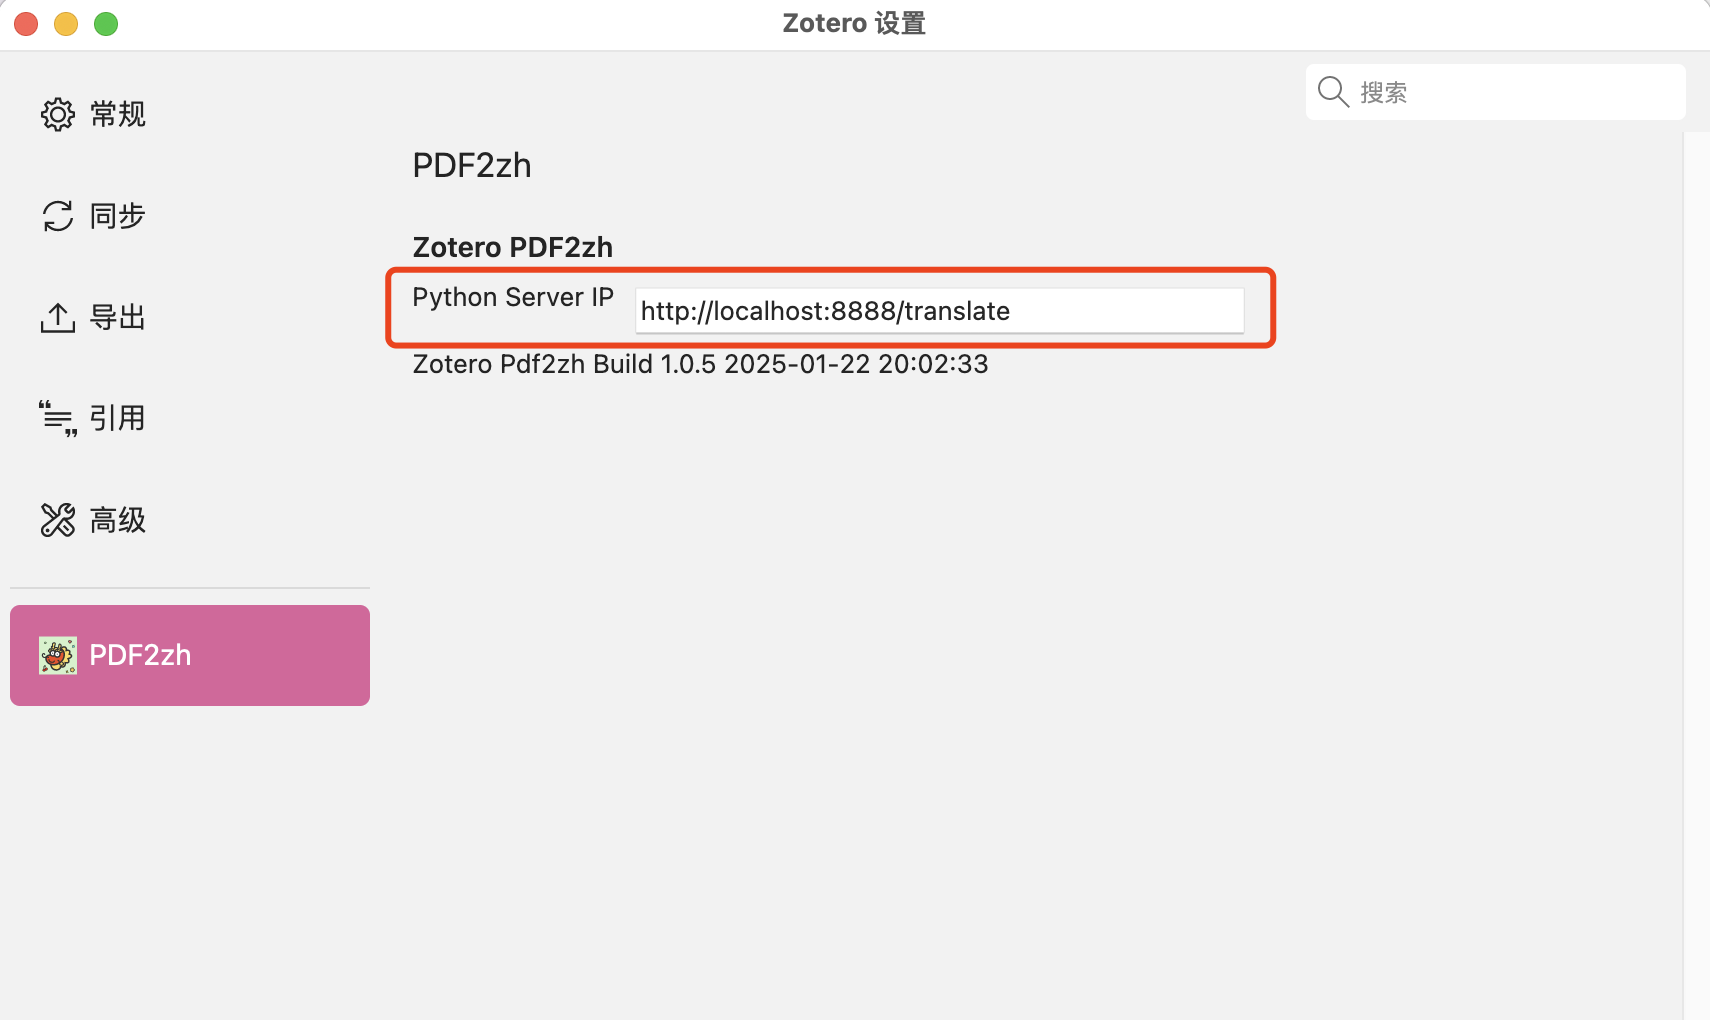 Zotero 设置
搜索
常规
同步
导出
引用
高级
PDF2zh
PDF2zh
Zotero PDF2zh
Python Server IP http://localhost:8888/translate
Zotero Pdf2zh Build 1.0.5 2025-01-22 20:02:33